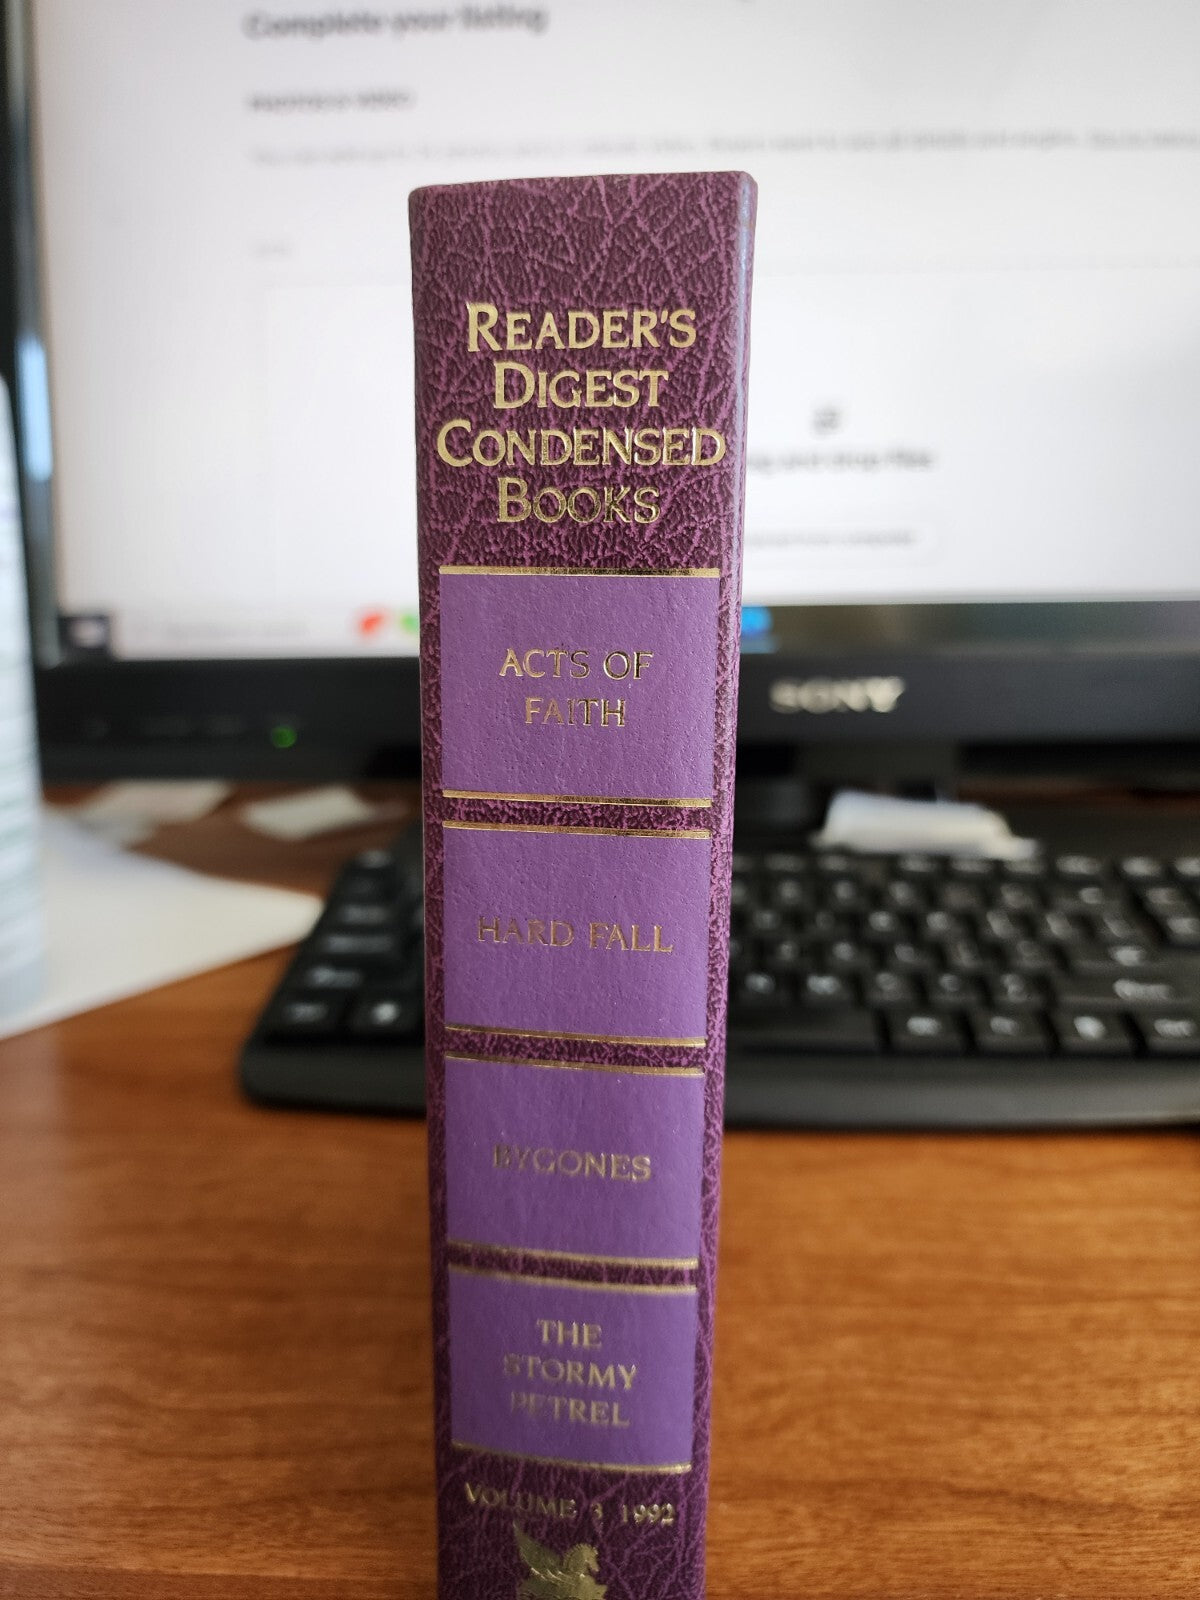 Complete your listing
READER'S
DIGEST
CONDENSED
BOOKS
ACTS OF
FAITH
SONY
HARD FALL
BYGONES
THE
STORMY
PETREL
VOLUME 3 1992